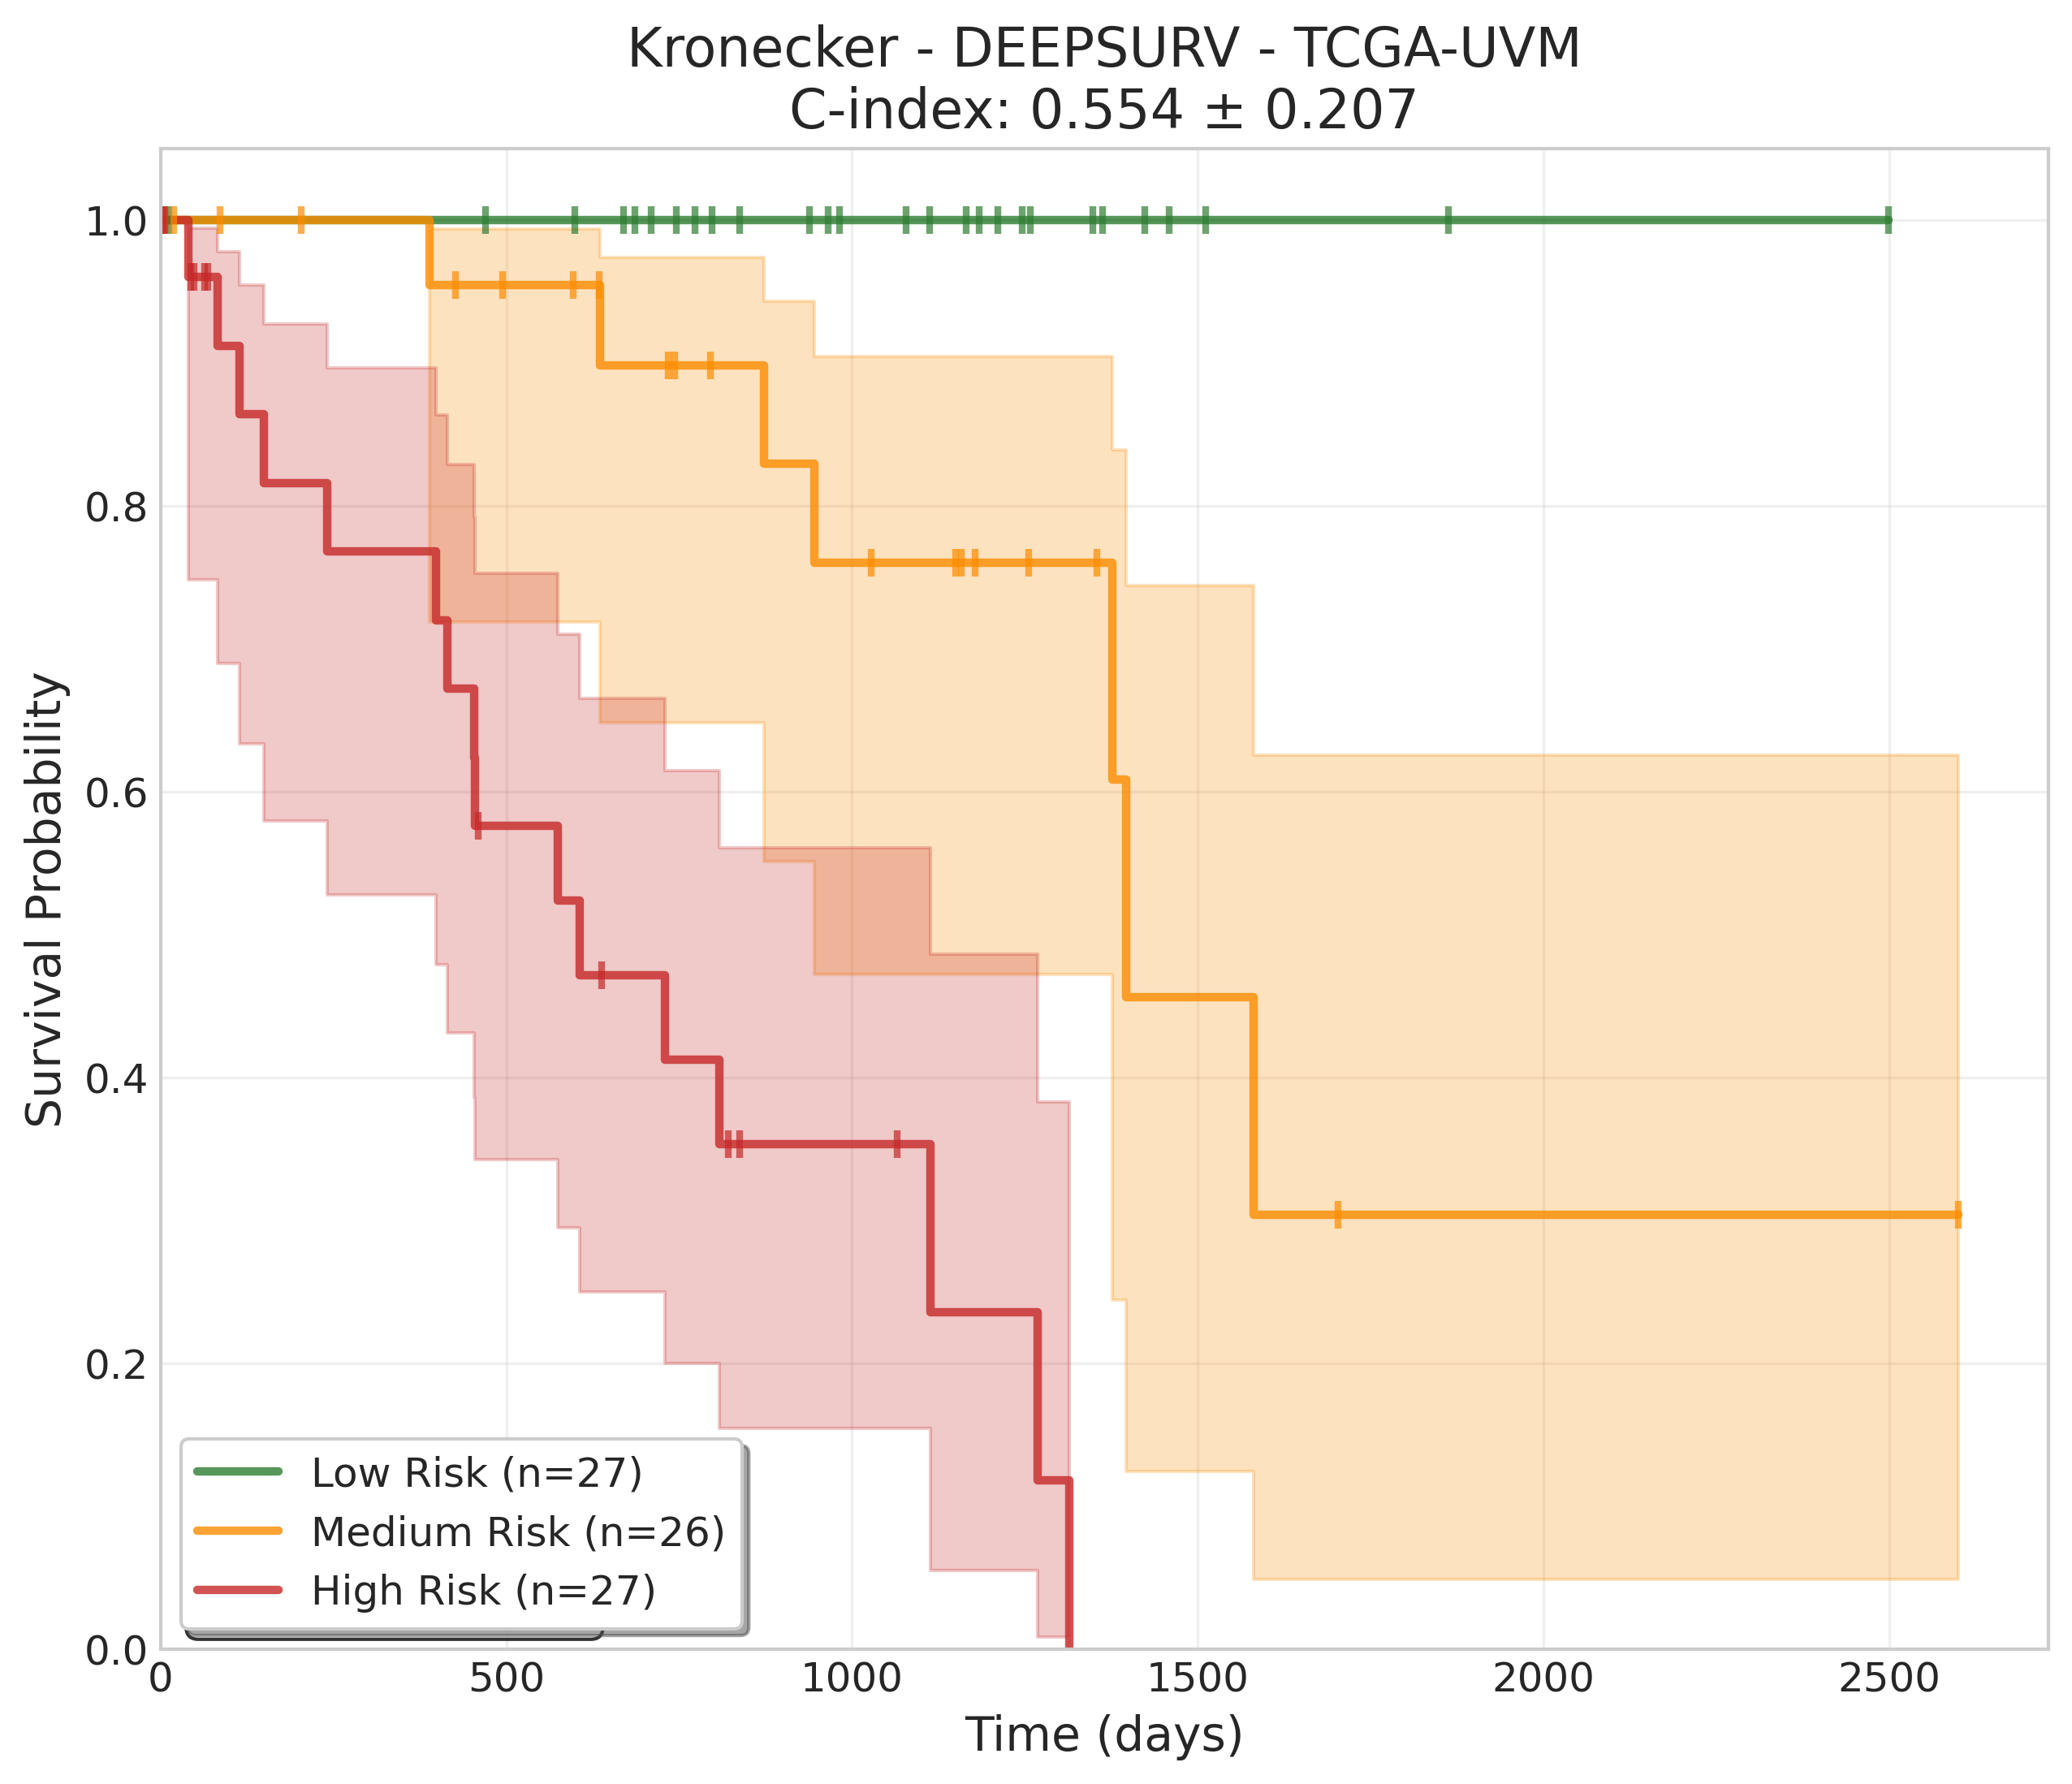 Kronecker - DEEPSURV - TCGA-UVM
C-index: 0.554 ± 0.207
Survival Probability
1.0
0.8
0.6
0.4
0.2
0.0
Low Risk (n=27)
Medium Risk (n=26)
High Risk (n=27)
0 500 1000 1500 2000 2500
Time (days)